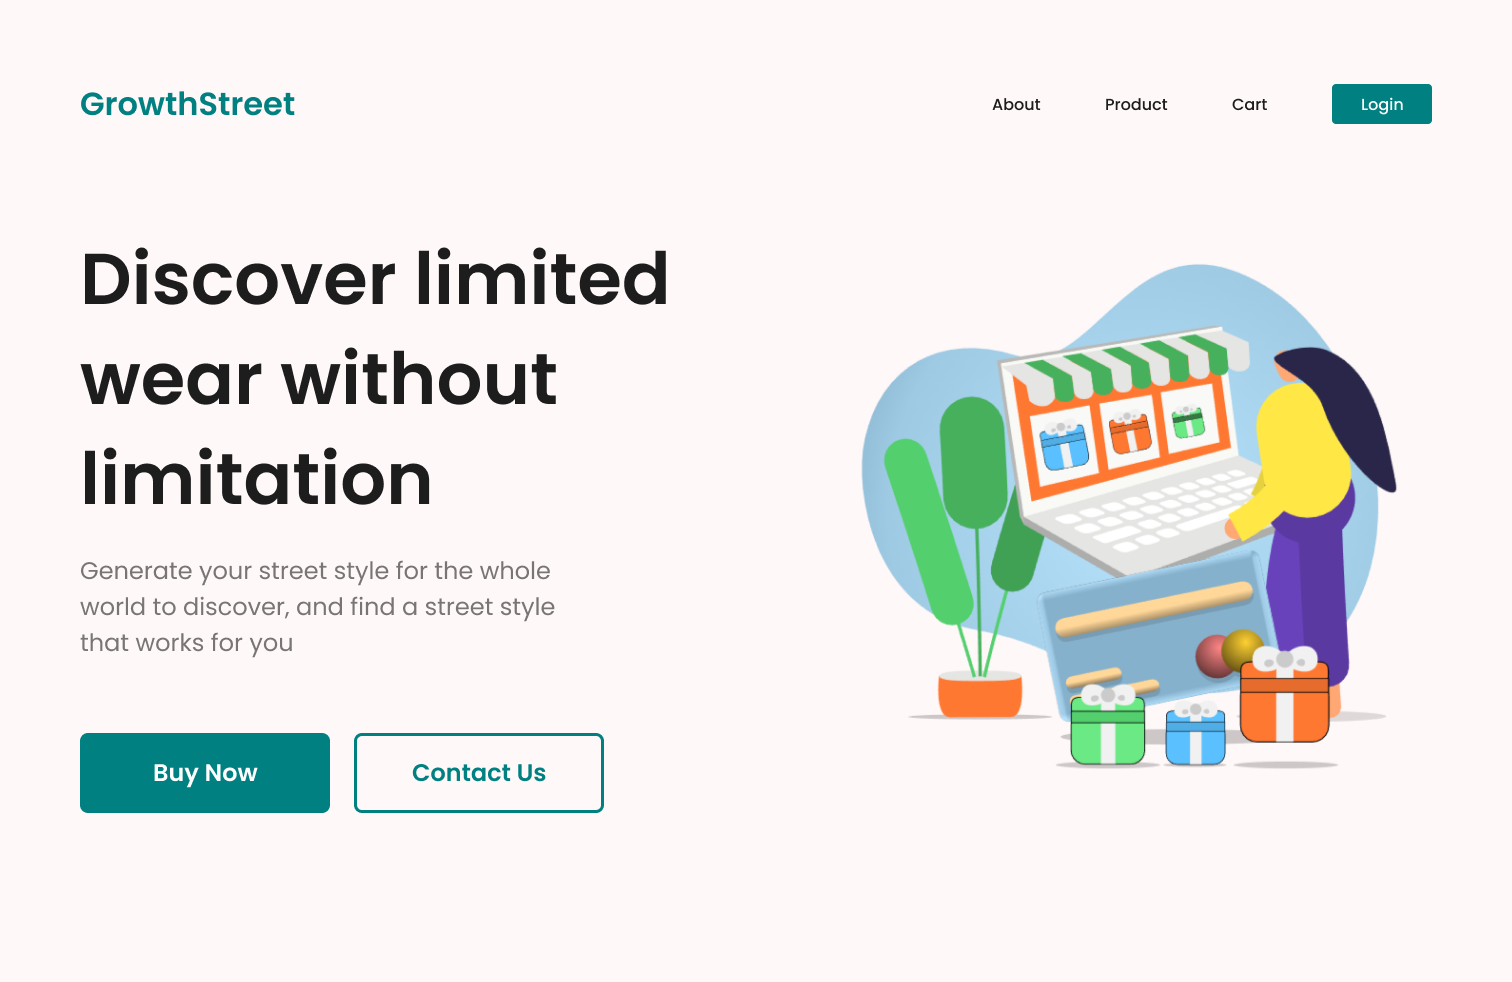 GrowthStreet
About
Product
Cart
Login
Discover limited
wear without
limitation
Generate your street style for the whole
world to discover, and find a street style
that works for you
Buy Now
Contact Us